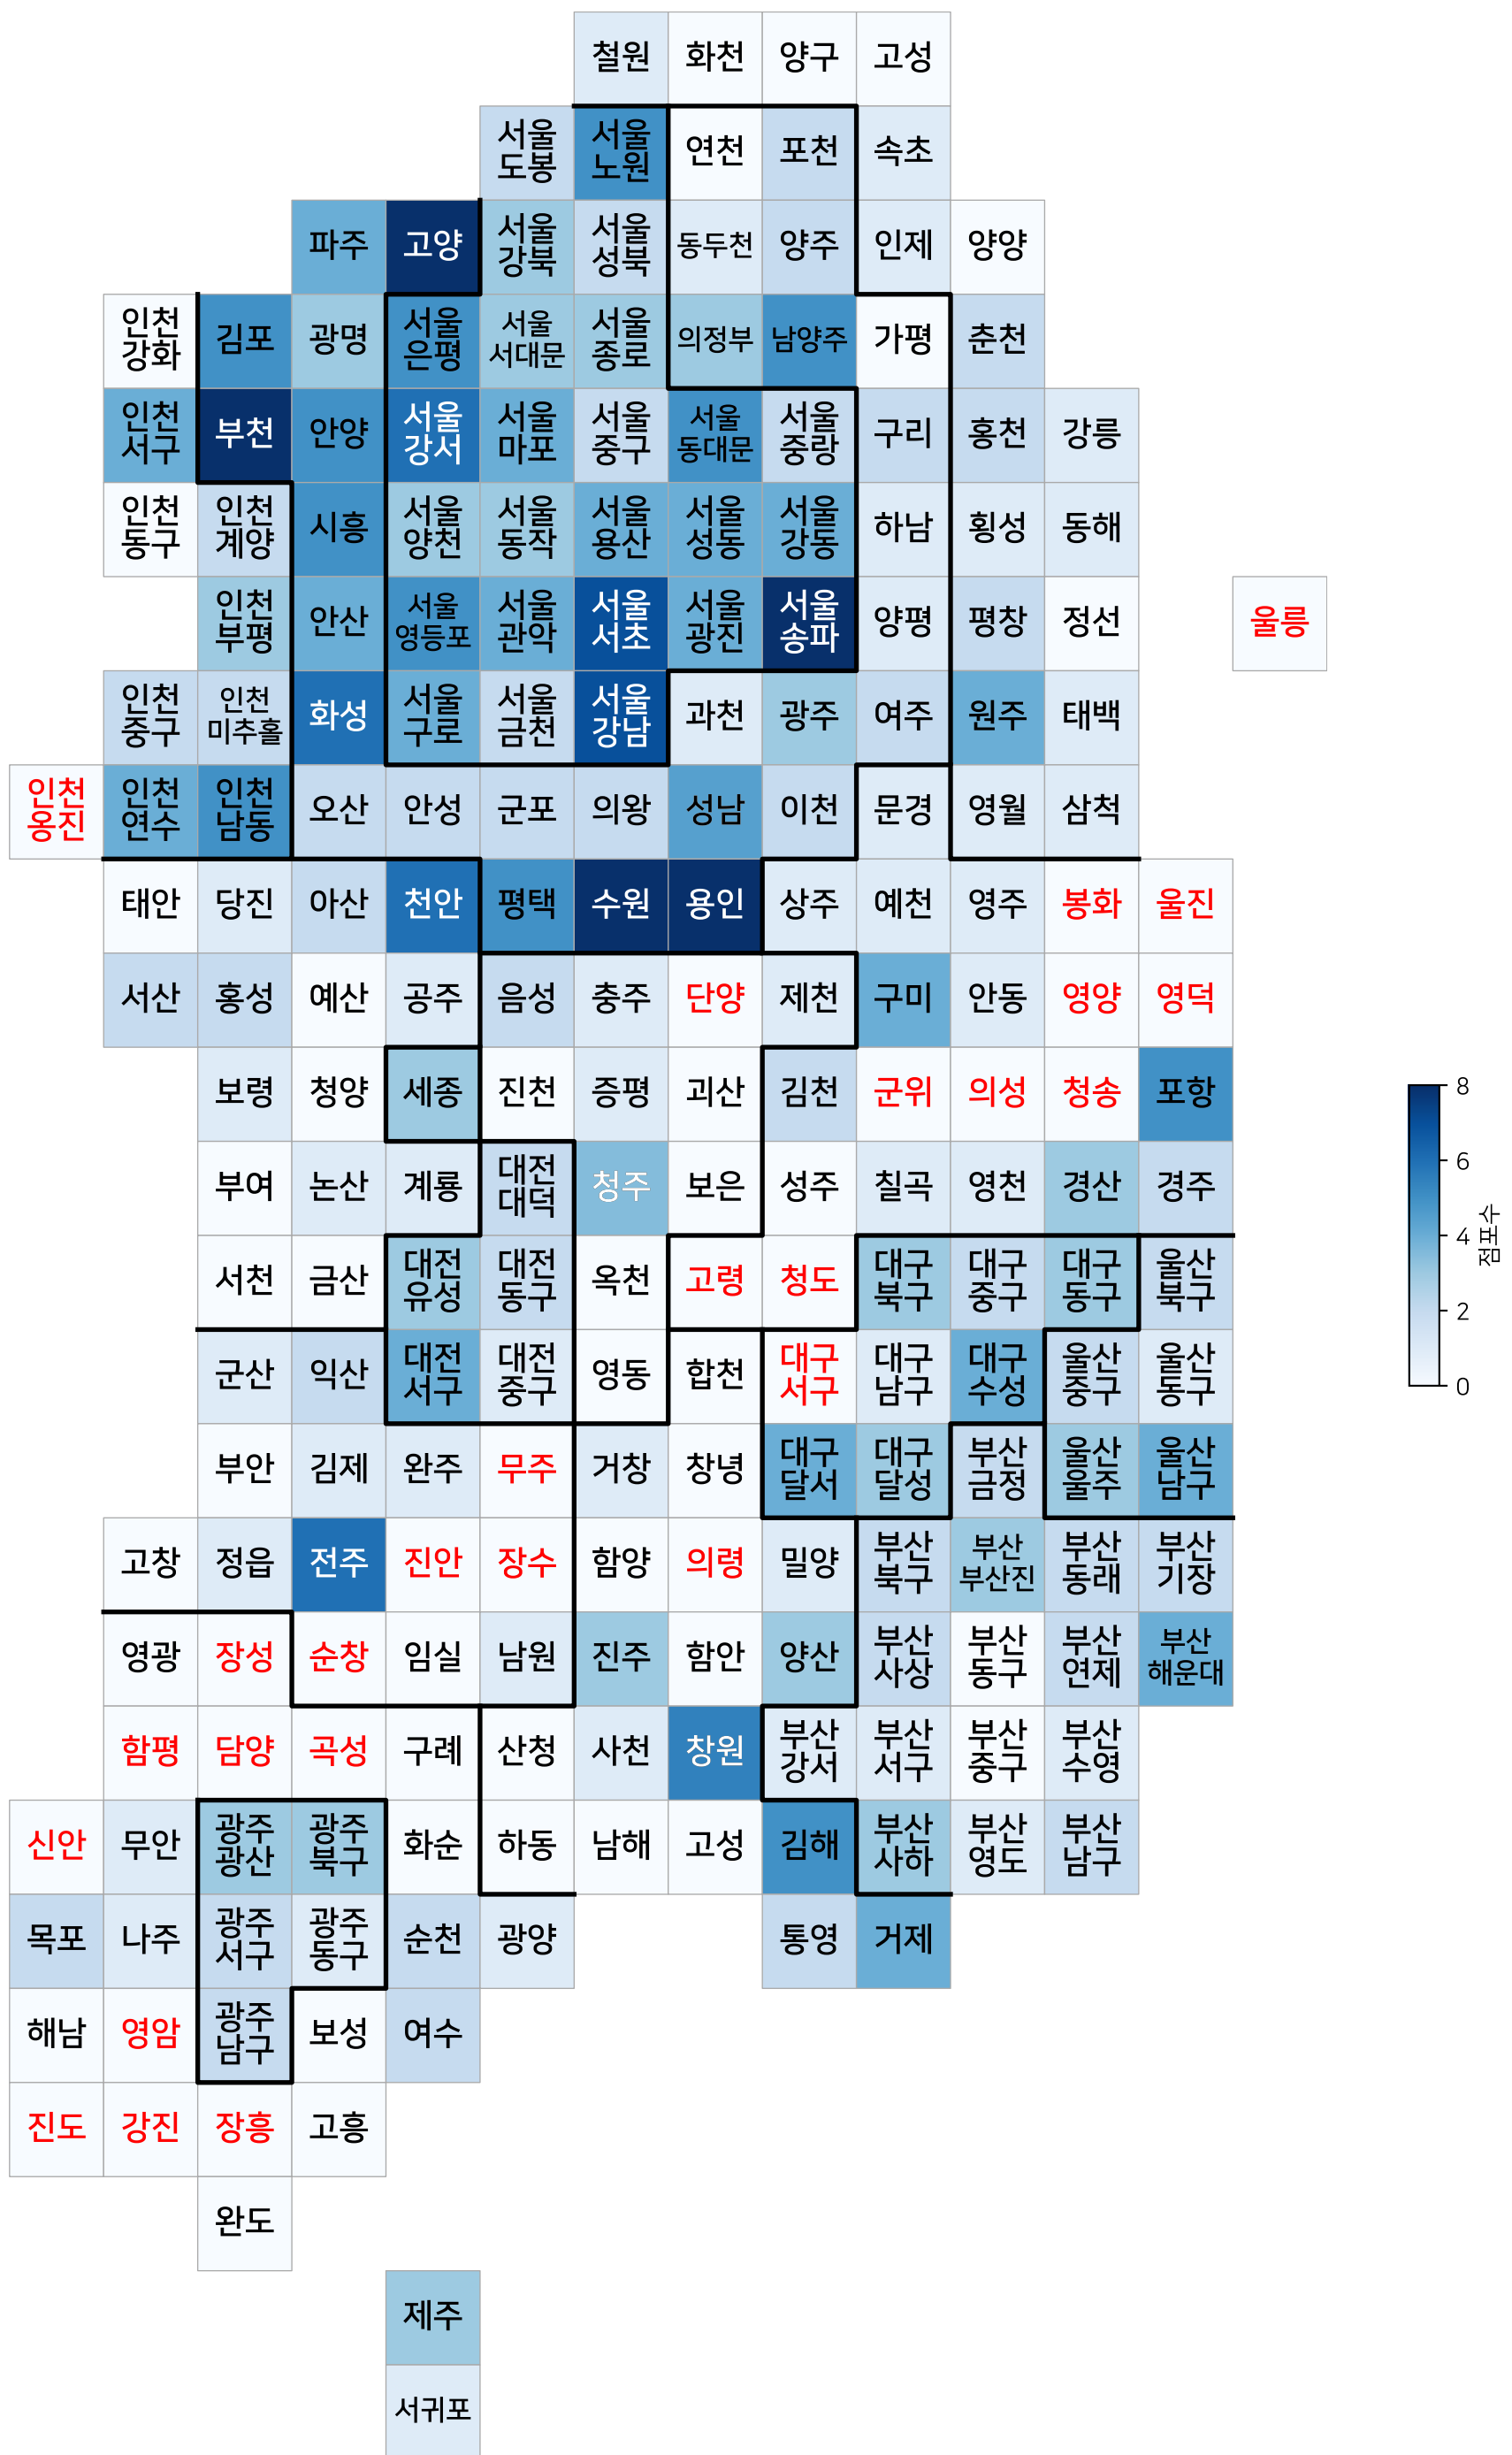 철원 화천 양구 고성
서울 서울
도봉 노원 연천 포천 속초
파주 고양 서울 서울 동두천 양주 인제 양양
강북 성북
인천 김포 광명 서울 서울 서울 의정부 남양주 가평 춘천
강화 은평 서대문 종로
인천 부천 안양 서울 서울 서울 서울 서울 구리 홍천 강릉
서구 강서 마포 중구 동대문 중랑
인천 인천 시흥 서울 서울 서울 서울 서울 하남 횡성 동해
동구 계양 양천 동작 용산 성동 강동
인천 안산 서울 서울 서울 서울 서울 양평 평창 정선 울릉
부평 영등포 관악 서초 광진 송파
인천 인천 화성 서울 서울 서울 과천 광주 여주 원주 태백
중구 미추홀 구로 금천 강남
인천 인천 인천 오산 안성 군포 의왕 성남 이천 문경 영월 삼척
옹진 연수 남동
태안 당진 아산 천안 평택 수원 용인 상주 예천 영주 봉화 울진
서산 홍성 예산 공주 음성 충주 단양 제천 구미 안동 영양 영덕
보령 청양 세종 진천 증평 괴산 김천 군위 의성 청송 포항
부여 논산 계룡 대전 청주 보은 성주 칠곡 영천 경산 경주
대덕
서천 금산 대전 대전 옥천 고령 청도 대구 대구 대구 울산
유성 동구 북구 중구 동구 북구
군산 익산 대전 대전 영동 합천 대구 대구 대구 울산 울산
서구 중구 서구 남구 수성 중구 동구
부안 김제 완주 무주 거창 창녕 대구 대구 부산 울산 울산
달서 달성 금정 울주 남구
고창 정읍 전주 진안 장수 함양 의령 밀양 부산 부산 부산 부산
북구 부산진 동래 기장
영광 장성 순창 임실 남원 진주 함안 양산 부산 부산 부산 부산
사상 동구 연제 해운대
함평 담양 곡성 구례 산청 사천 창원 부산 부산 부산 부산
강서 서구 중구 수영
신안 무안 광주 광주 화순 하동 남해 고성 김해 부산 부산 부산
광산 북구 사하 영도 남구
목포 나주 광주 광주 순천 광양 통영 거제
서구 동구
해남 영암 광주 보성 여수
남구
진도 강진 장흥 고흥
완도
제주
서귀포
8
6
4
2
0
점포수